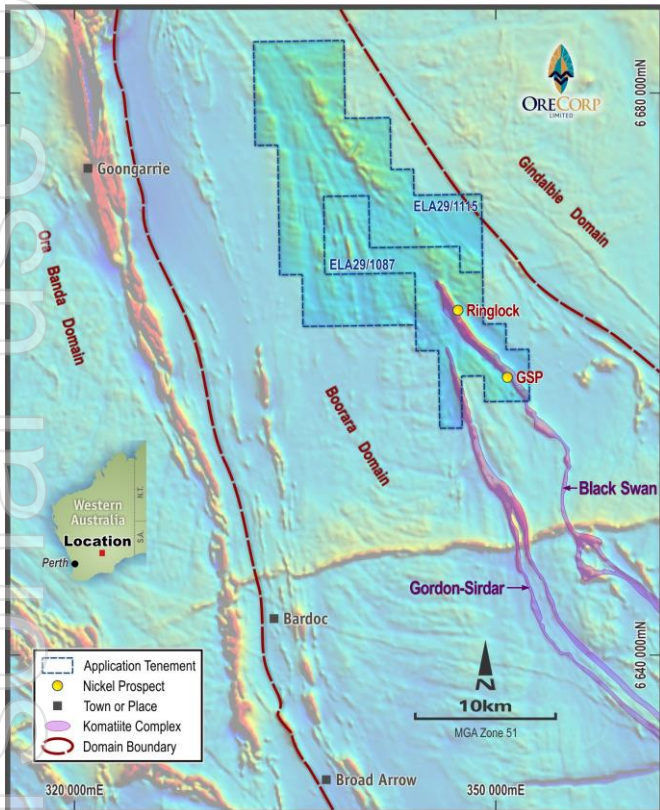 ORECORP
LIMITED
6 680 000mN
Goongarrie
Gindalbie Domain
ELA29/1115
ELA29/1087
Ora Banda Domain
Ringlock
GSP
Boorara Domain
Black Swan
Western
Australia
N.T.
S.A.
Location
Perth
Gordon-Sirdar
Bardoc
6 640 000mN
Application Tenement
Nickel Prospect
Town or Place
Komatiite Complex
Domain Boundary
N
10km
MGA Zone 51
Broad Arrow
320 000mE
350 000mE